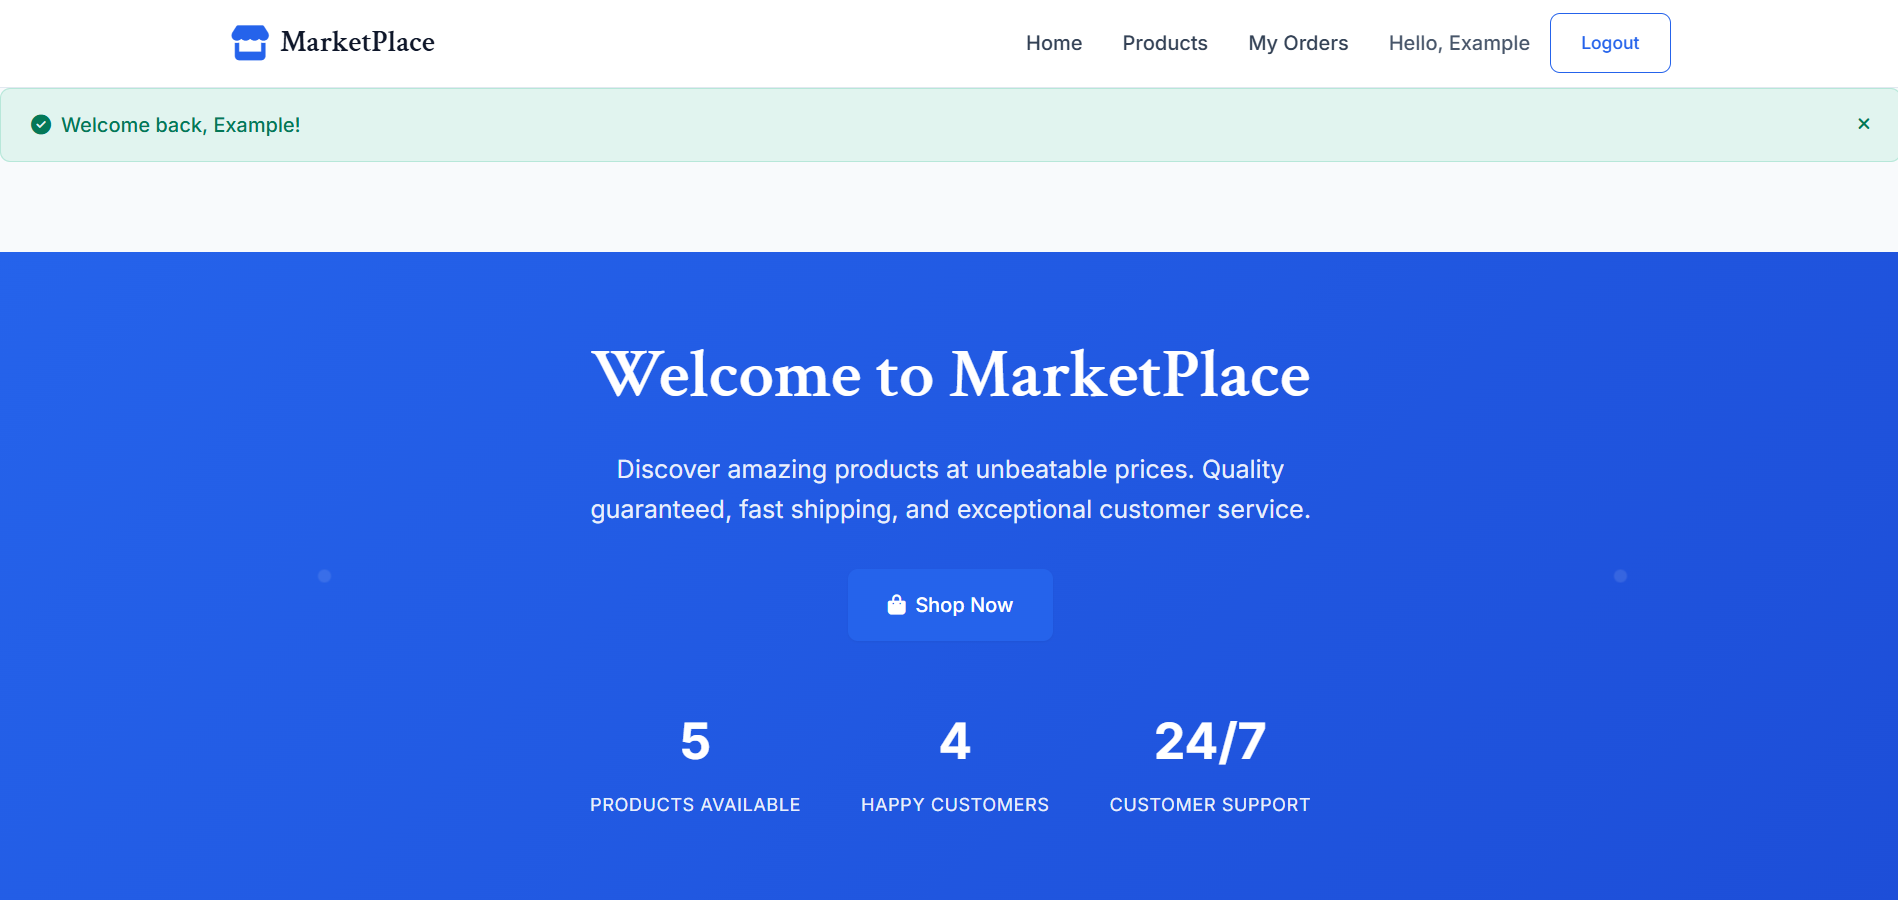 MarketPlace
Home
Products
My Orders
Hello, Example
Logout
Welcome back, Example!
Welcome to MarketPlace
Discover amazing products at unbeatable prices. Quality
guaranteed, fast shipping, and exceptional customer service.
Shop Now
5
PRODUCTS AVAILABLE
4
HAPPY CUSTOMERS
24/7
CUSTOMER SUPPORT